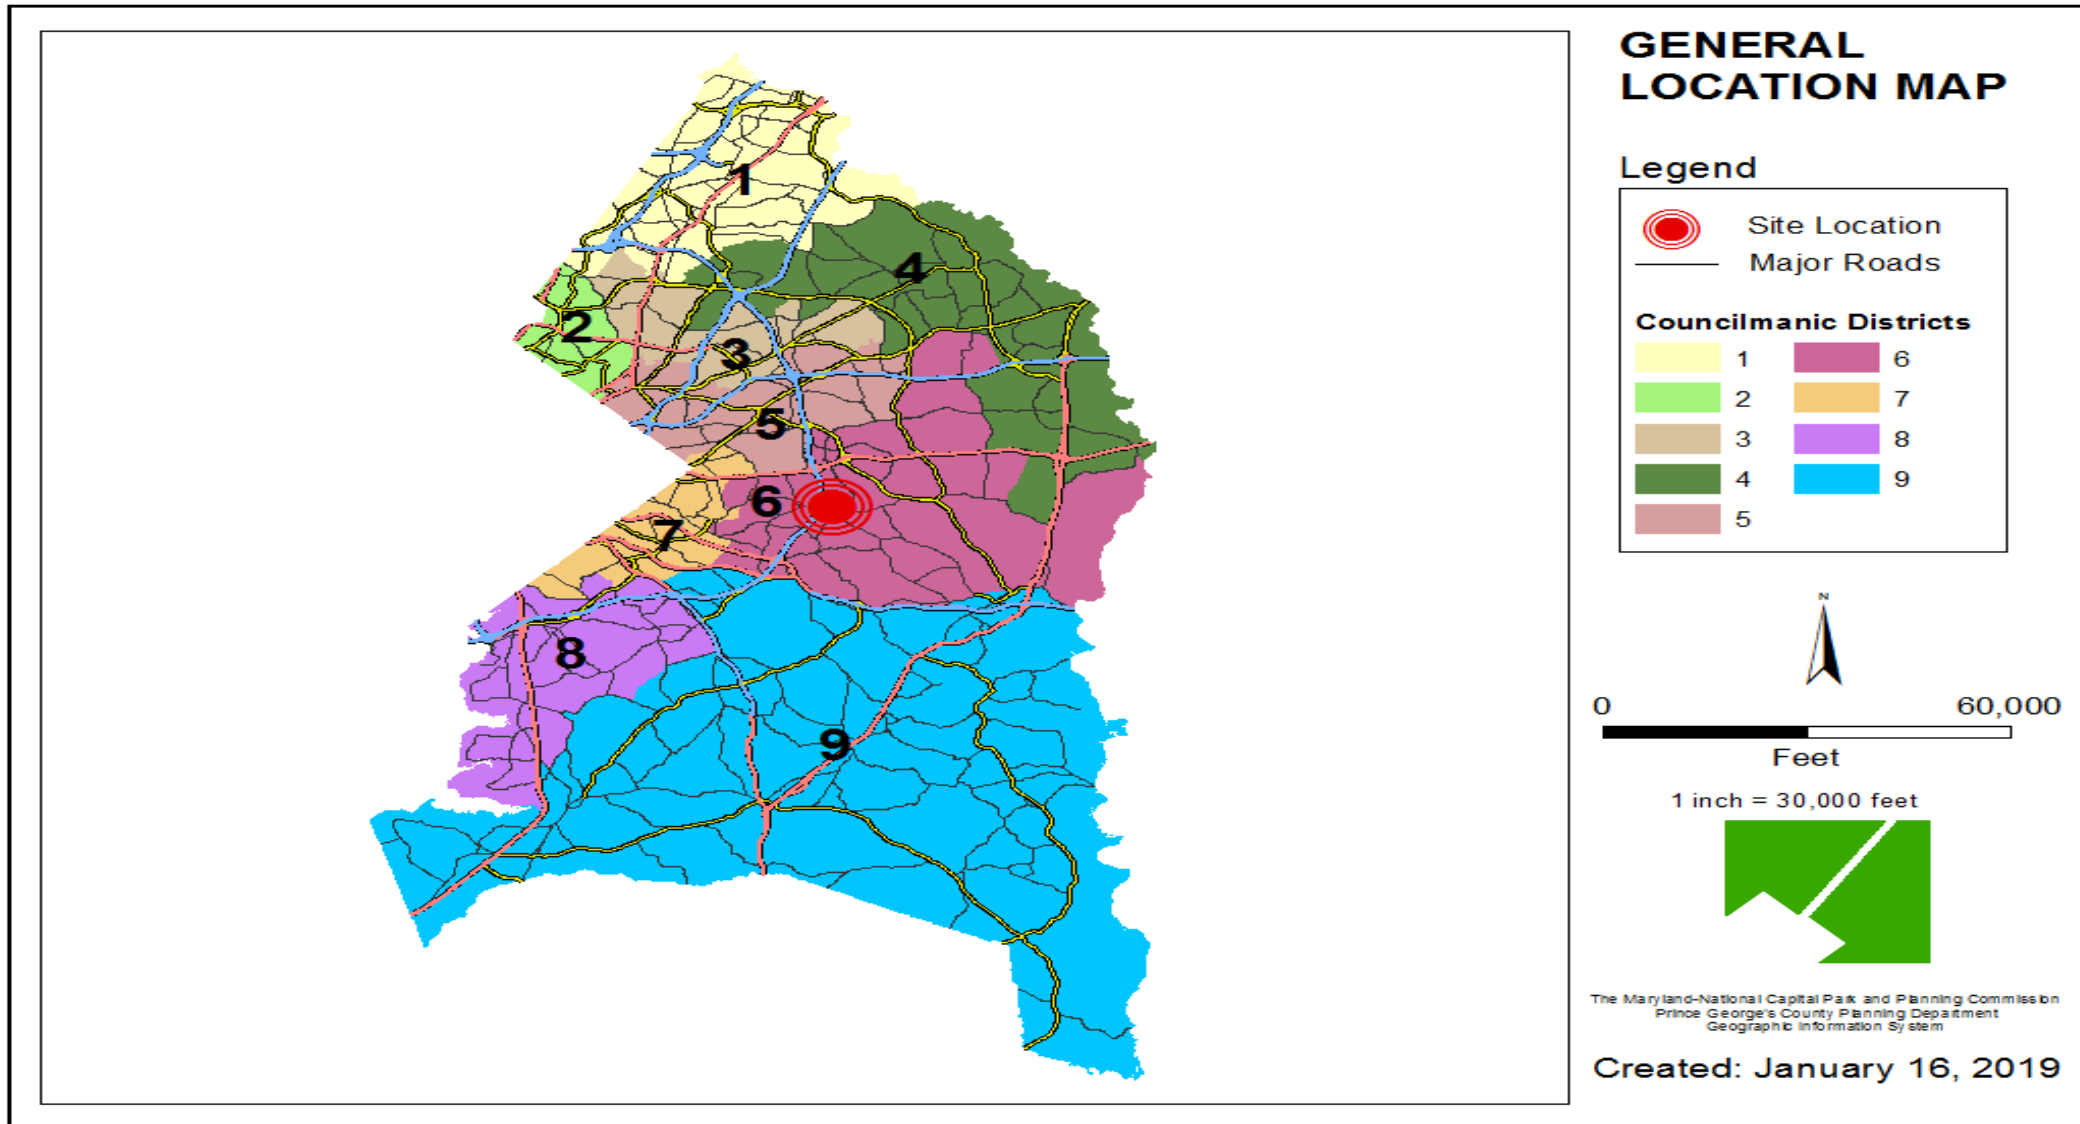 GENERAL
LOCATION MAP
Legend
Site Location
Major Roads
Councilmanic Districts
1 6
2 7
3 8
4 9
5
N
0 60,000
Feet
1 inch = 30,000 feet
The Maryland-National Capital Park and Planning Commission
Prince George's County Planning Department
Geographic Information System
Created: January 16, 2019
1
4
2
3
5
6
7
8
9